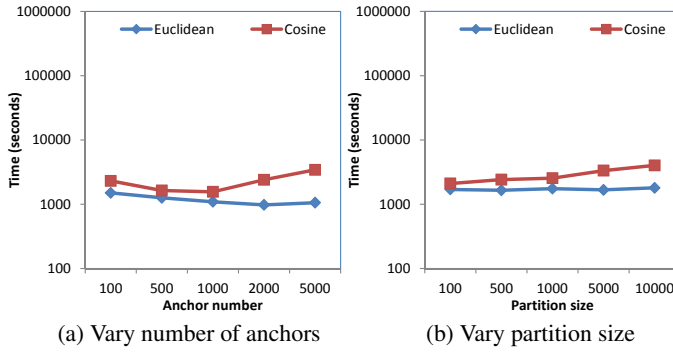 1000000
Euclidean
Cosine
100000
10000
1000
100
Time (seconds)
100 500 1000 2000 5000
Anchor number
(a) Vary number of anchors
1000000
Euclidean
Cosine
100000
10000
1000
100
Time (seconds)
100 500 1000 5000 10000
Partition size
(b) Vary partition size